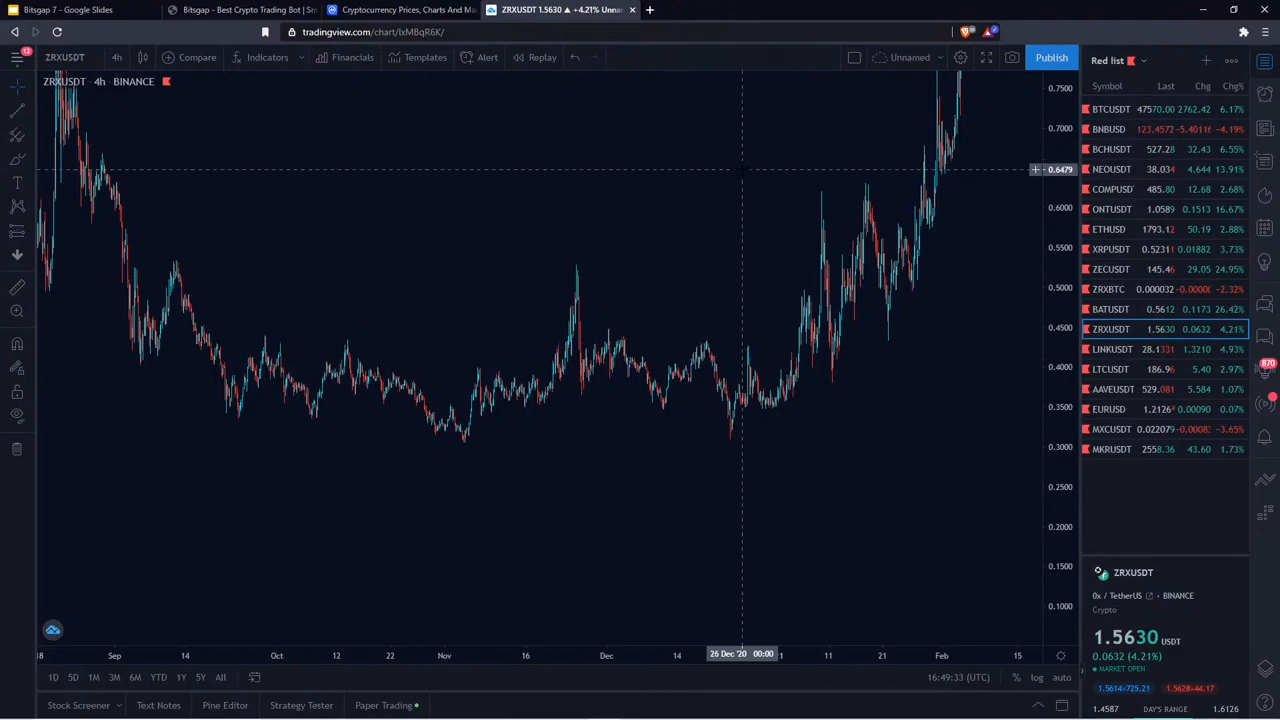 Bitsgap 7 - Google Slides
Bitsgap - Best Crypto Trading Bot | Sm
Cryptocurrency Prices, Charts And Ma
ZRXUSDT 1.5630 ▲ +4.21% Unna
tradingview.com/chart/lxMBqR6K/
12
ZRXUSDT
4h
Compare
Indicators
Financials
Templates
Alert
Replay
Unnamed
Publish
ZRXUSDT 4h BINANCE
0.7500
0.7000
0.6479
0.6000
0.5500
0.5000
0.4500
0.4000
0.3500
0.3000
0.2500
0.2000
0.1500
0.1000
18 Sep 14 Oct 12 22 Nov 16 Dec 14 26 Dec '20 00:00 1 11 21 Feb 15
1D 5D 1M 3M 6M YTD 1Y 5Y All
16:49:33 (UTC)
% log auto
Stock Screener
Text Notes
Pine Editor
Strategy Tester
Paper Trading
Red list
Symbol Last Chg Chg%
BTCUSDT 47570.00 2762.42 6.17%
BNBUSD 123.4572 -5.4011 -4.19%
BCHUSDT 527.28 32.43 6.55%
NEOUSDT 38.034 4.644 13.91%
COMPUSD 485.80 12.68 2.68%
ONTUSDT 1.0589 0.1513 16.67%
ETHUSD 1793.12 50.19 2.88%
XRPUSDT 0.5231 0.01882 3.73%
ZECUSDT 145.46 29.05 24.95%
ZRXBTC 0.000032 -0.0000 -2.32%
BATUSDT 0.5612 0.1173 26.42%
ZRXUSDT 1.5630 0.0632 4.21%
LINKUSDT 28.1331 1.3210 4.93%
LTCUSDT 186.96 5.40 2.97%
AAVEUSDT 529.081 5.584 1.07%
EURUSD 1.2126 0.00090 0.07%
MXCUSDT 0.022079 -0.0008 -3.65%
MKRUSDT 2558.36 43.60 1.73%
870
ZRXUSDT
0x / TetherUS • BINANCE
Crypto
1.5630 USDT
0.0632 (4.21%)
MARKET OPEN
1.5614×725.21
1.5628×44.17
1.4587 DAY'S RANGE 1.6126